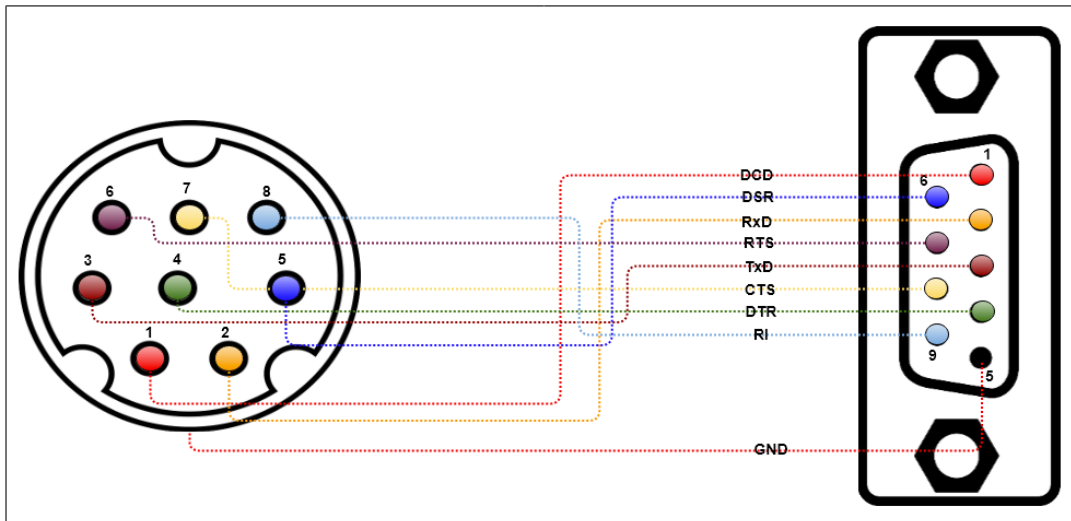 6 7 8
3 4 5
1 2
DCD
DSR
RxD
RTS
TxD
CTS
DTR
RI
GND
1
6
9
5